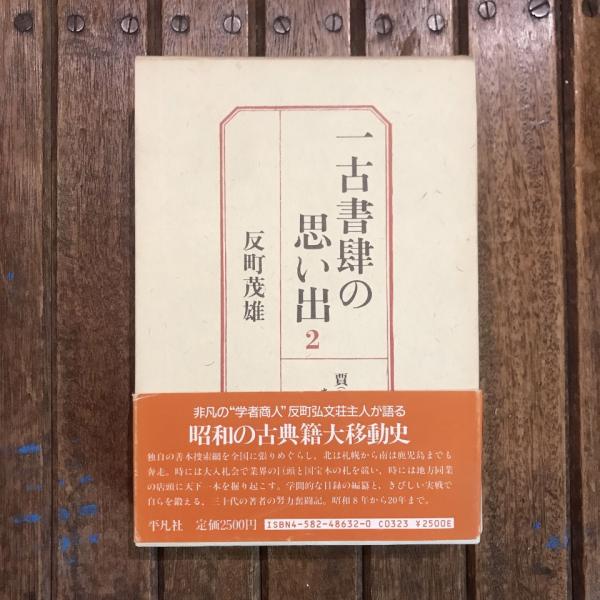 一古書肆の
思い出
2
反町茂雄
賈
非凡の“学者商人”反町弘文荘主人が語る
昭和の古典籍大移動史
独自の善本捜索網を全国に張りめぐらし、北は札幌から南は鹿児島までも
奔走。時には大入札会で業界の巨頭と国宝本の札を競い、時には地方同業
の店頭に天下一本を掘り起こす。学問的な目録の編纂と、きびしい実戦で
自らを鍛える、三十代の著者の努力奮闘記。昭和8年から20年まで。
平凡社 定価2500円 ISBN4-582-48632-0 C0323 ¥2500E